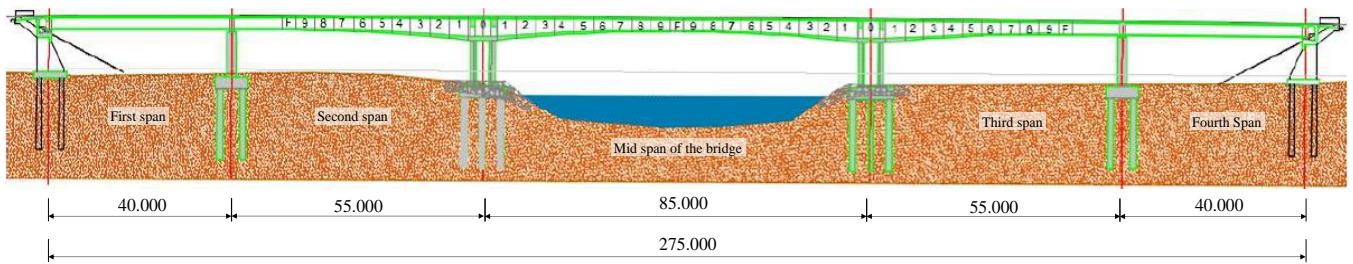 F 9 8 7 6 5 4 3 2 1 0 1 2 3 4 5 6 7 8 9 F 9 8 7 6 5 4 3 2 1 0 1 2 3 4 5 6 7 8 9 F
First span
Second span
Mid span of the bridge
Third span
Fourth Span
40.000
55.000
85.000
55.000
40.000
275.000